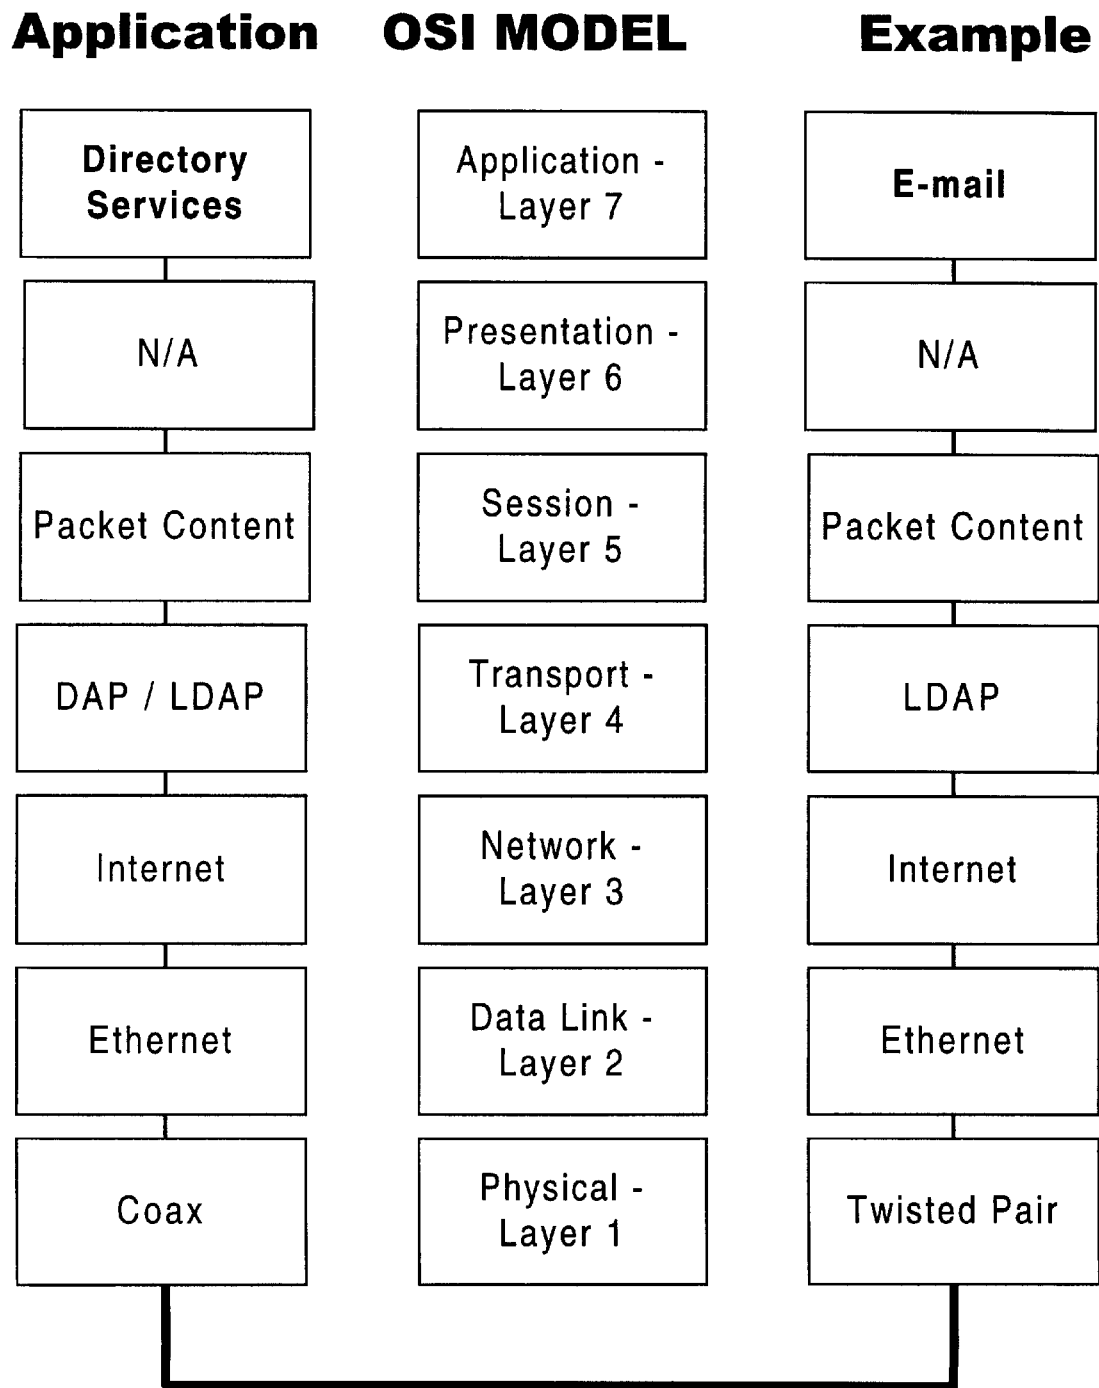 Application OSI MODEL Example
Directory
Services
Application -
Layer 7
E-mail
N/A
Presentation -
Layer 6
N/A
Packet Content
Session -
Layer 5
Packet Content
DAP / LDAP
Transport -
Layer 4
LDAP
Internet
Network -
Layer 3
Internet
Ethernet
Data Link -
Layer 2
Ethernet
Coax
Physical -
Layer 1
Twisted Pair